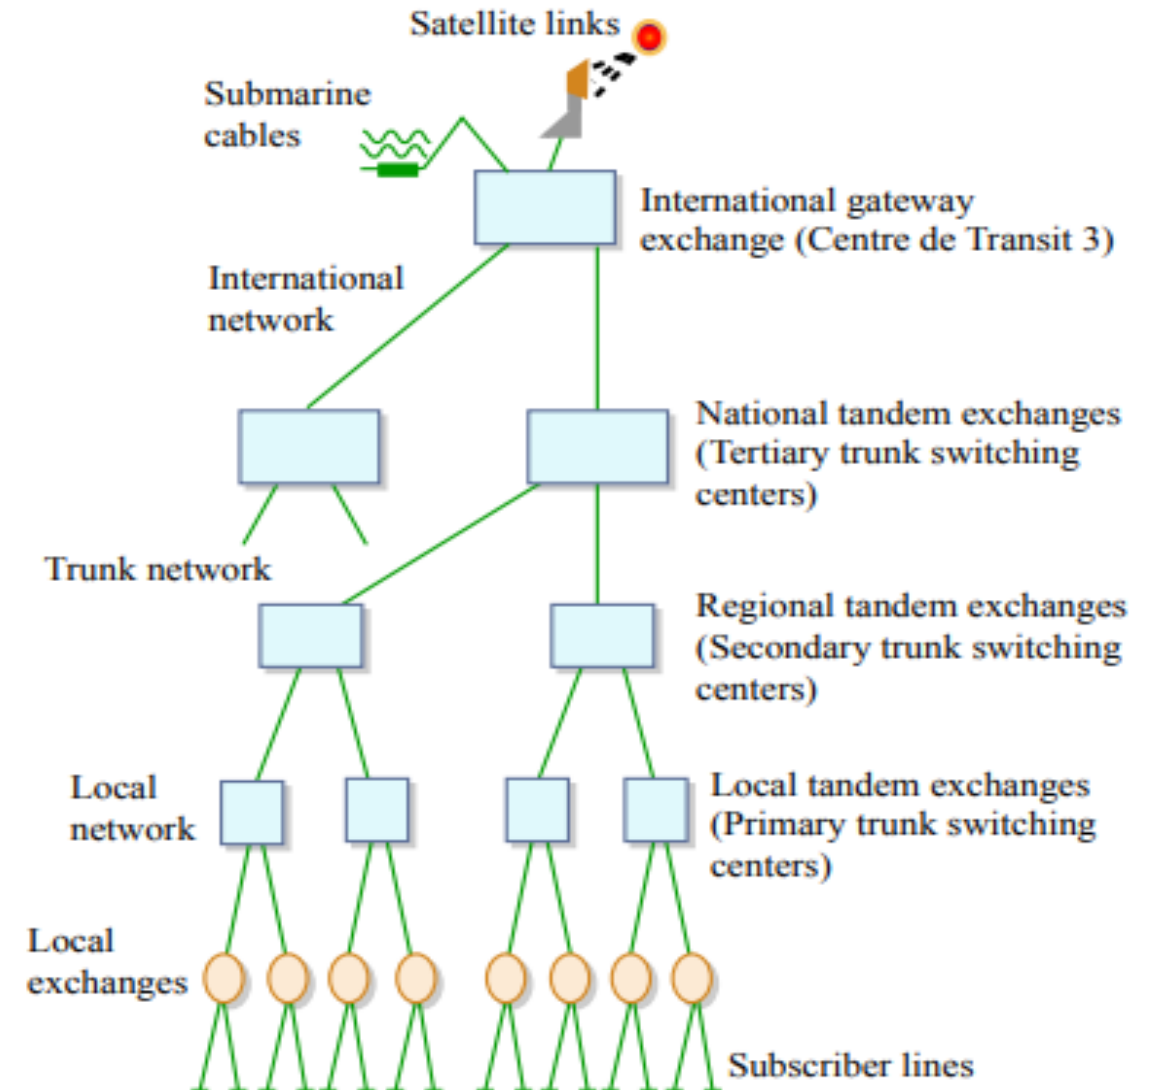 Satellite links
Submarine
cables
International gateway
exchange (Centre de Transit 3)
International
network
National tandem exchanges
(Tertiary trunk switching
centers)
Trunk network
Regional tandem exchanges
(Secondary trunk switching
centers)
Local
network
Local tandem exchanges
(Primary trunk switching
centers)
Local
exchanges
Subscriber lines